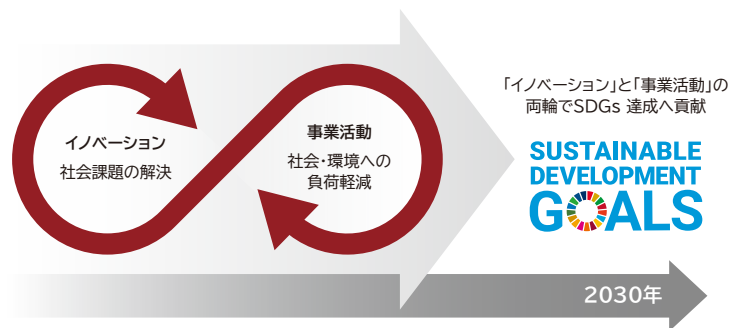 イノベーション
社会課題の解決
事業活動
社会・環境への
負荷軽減
「イノベーション」と「事業活動」の
両輪でSDGs 達成へ貢献
SUSTAINABLE
DEVELOPMENT
GOALS
2030年